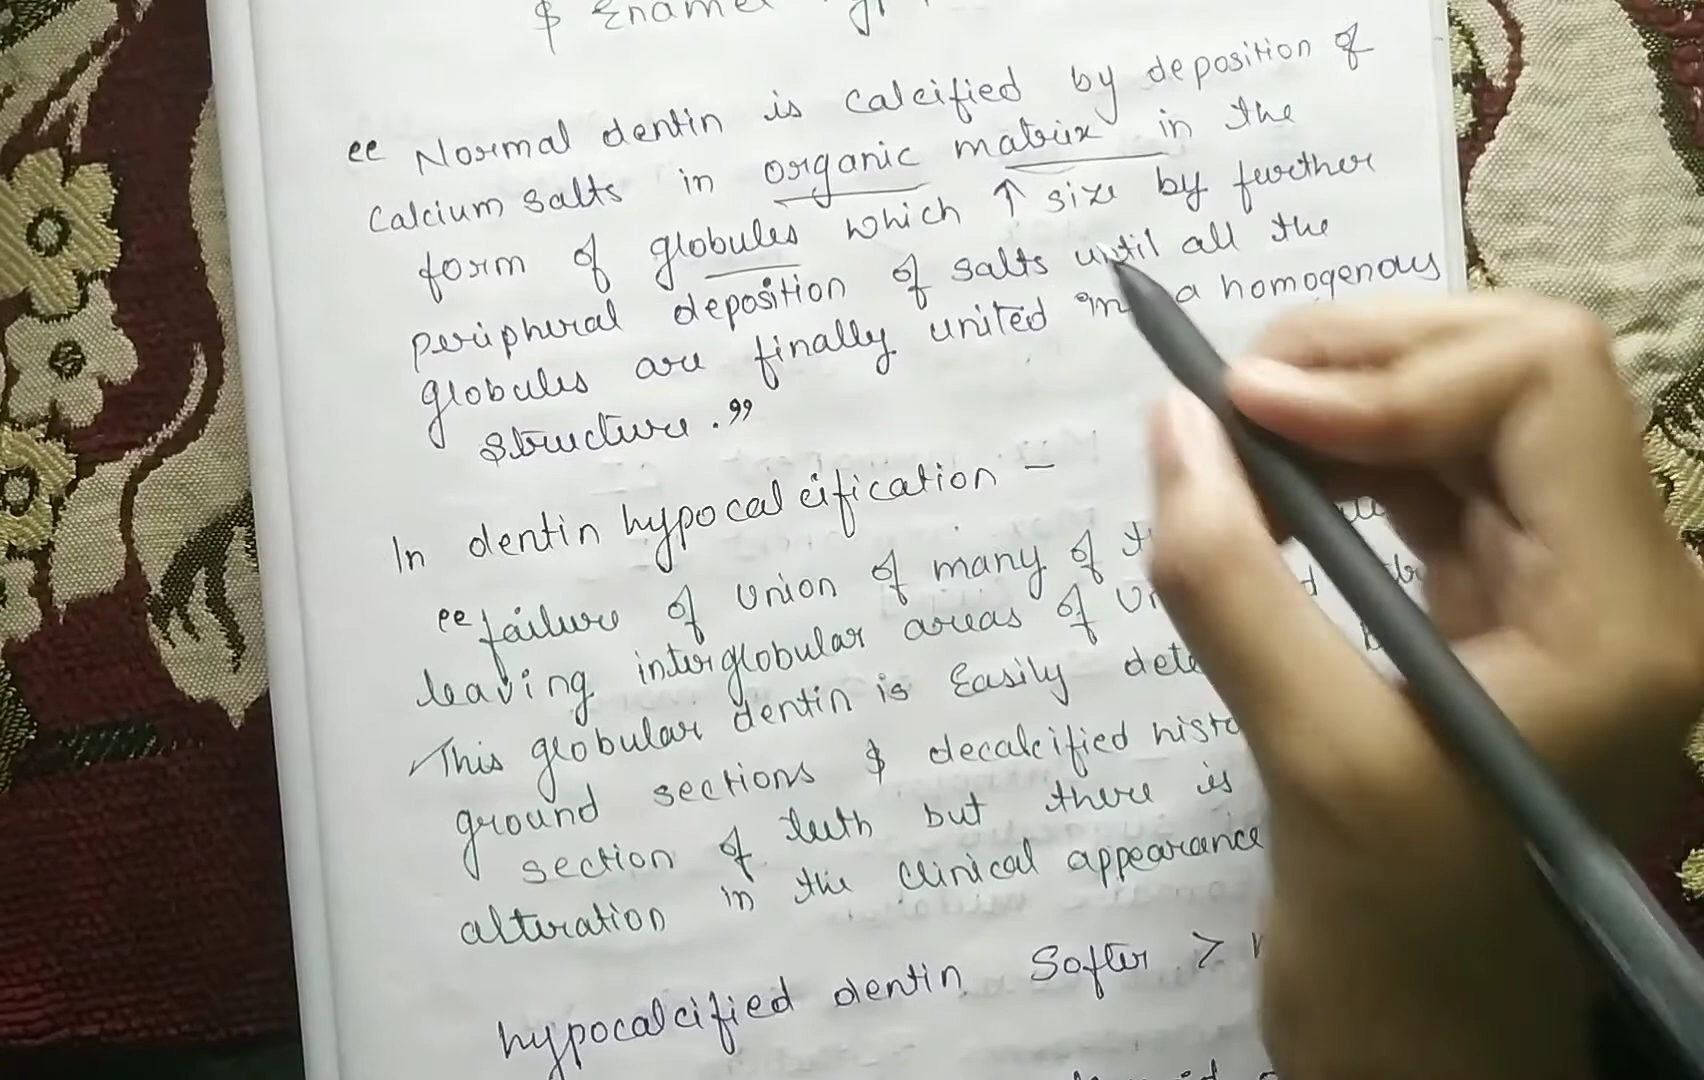 $ Ename
“ Normal dentin is calcified by deposition of
Calcium salts in organic matrix in the
form of globules which ↑ size by further
peripheral deposition of salts until all the
globules are finally united in a homogenous
structure.”
In dentin hypocalcification -
“failure of union of many of
leaving interglobular areas of
This globular dentin is Easily
ground sections $ decalcified
section of teeth but there is
alteration in the clinical appearance
hypocalcified dentin Softer >